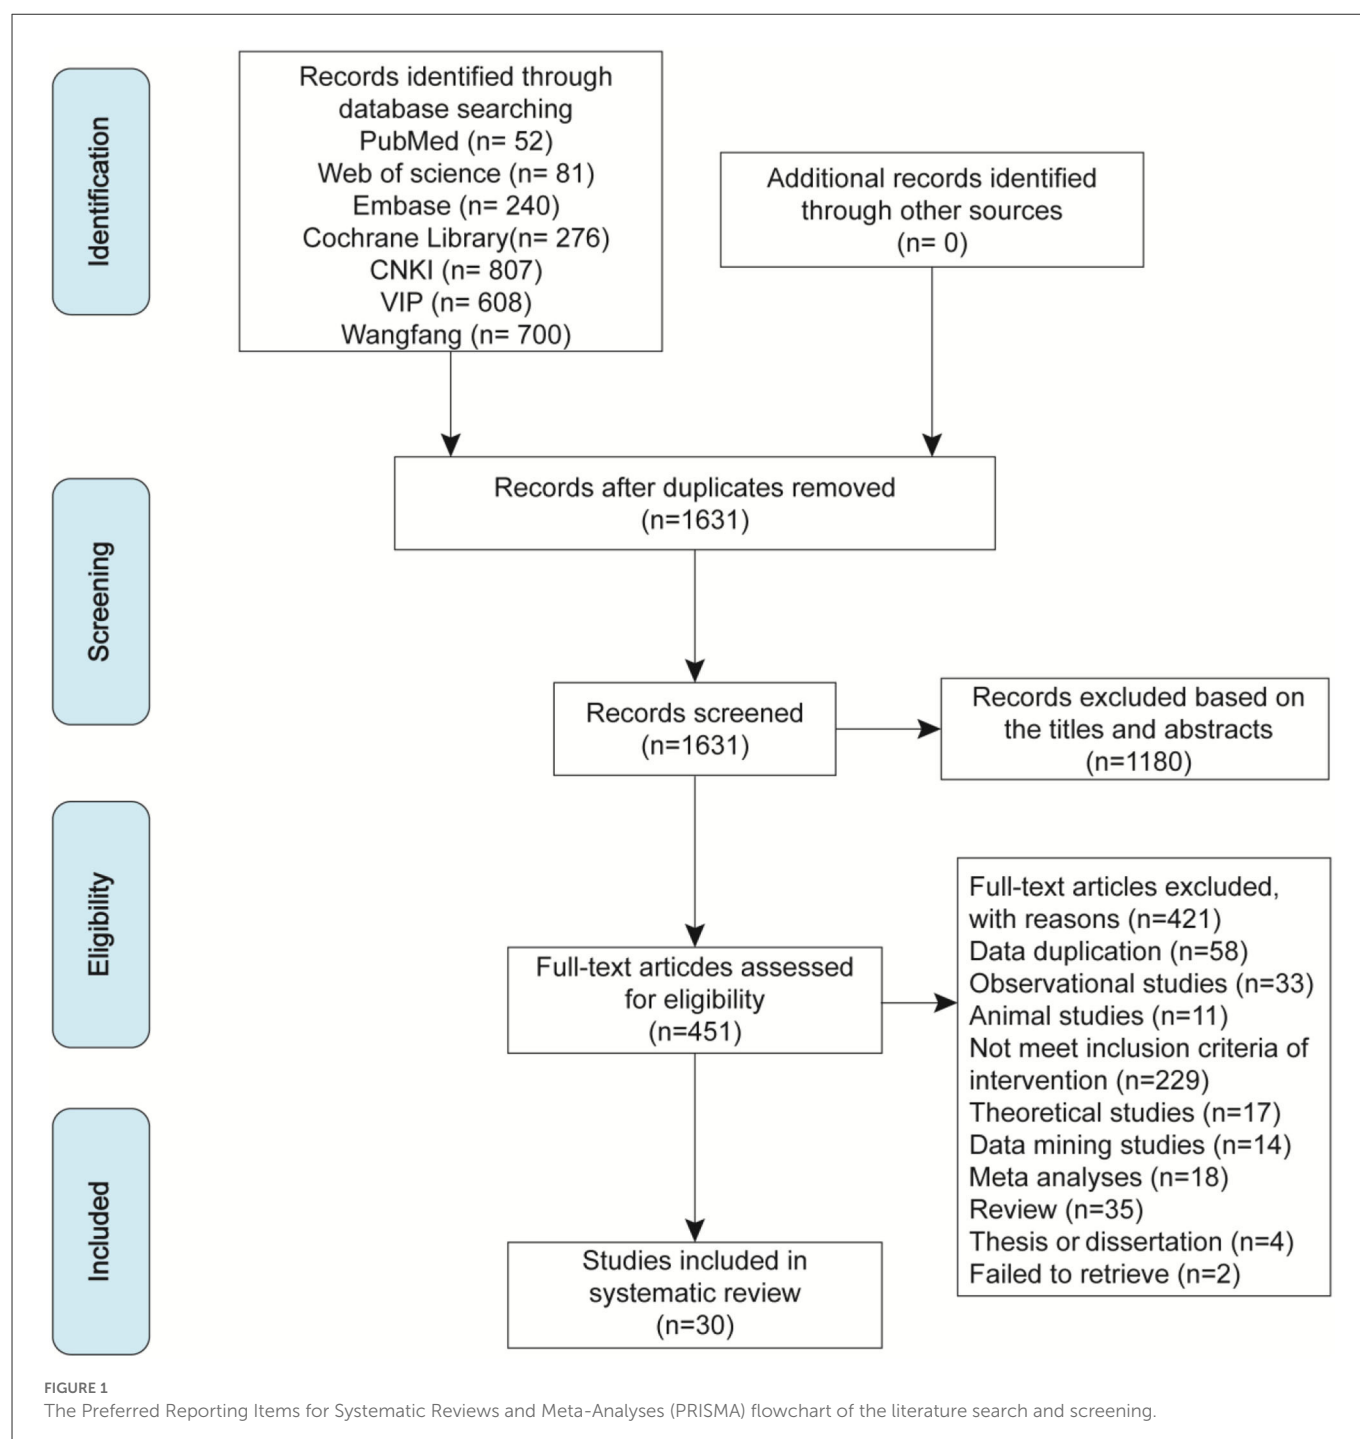 Identification
Records identified through
database searching
PubMed (n= 52)
Web of science (n= 81)
Embase (n= 240)
Cochrane Library(n= 276)
CNKI (n= 807)
VIP (n= 608)
Wangfang (n= 700)
Additional records identified
through other sources
(n= 0)
Screening
Records after duplicates removed
(n=1631)
Records screened
(n=1631)
Records excluded based on
the titles and abstracts
(n=1180)
Eligibility
Full-text articdes assessed
for eligibility
(n=451)
Full-text articles excluded,
with reasons (n=421)
Data duplication (n=58)
Observational studies (n=33)
Animal studies (n=11)
Not meet inclusion criteria of
intervention (n=229)
Theoretical studies (n=17)
Data mining studies (n=14)
Meta analyses (n=18)
Review (n=35)
Thesis or dissertation (n=4)
Failed to retrieve (n=2)
Included
Studies included in
systematic review
(n=30)
FIGURE 1
The Preferred Reporting Items for Systematic Reviews and Meta-Analyses (PRISMA) flowchart of the literature search and screening.